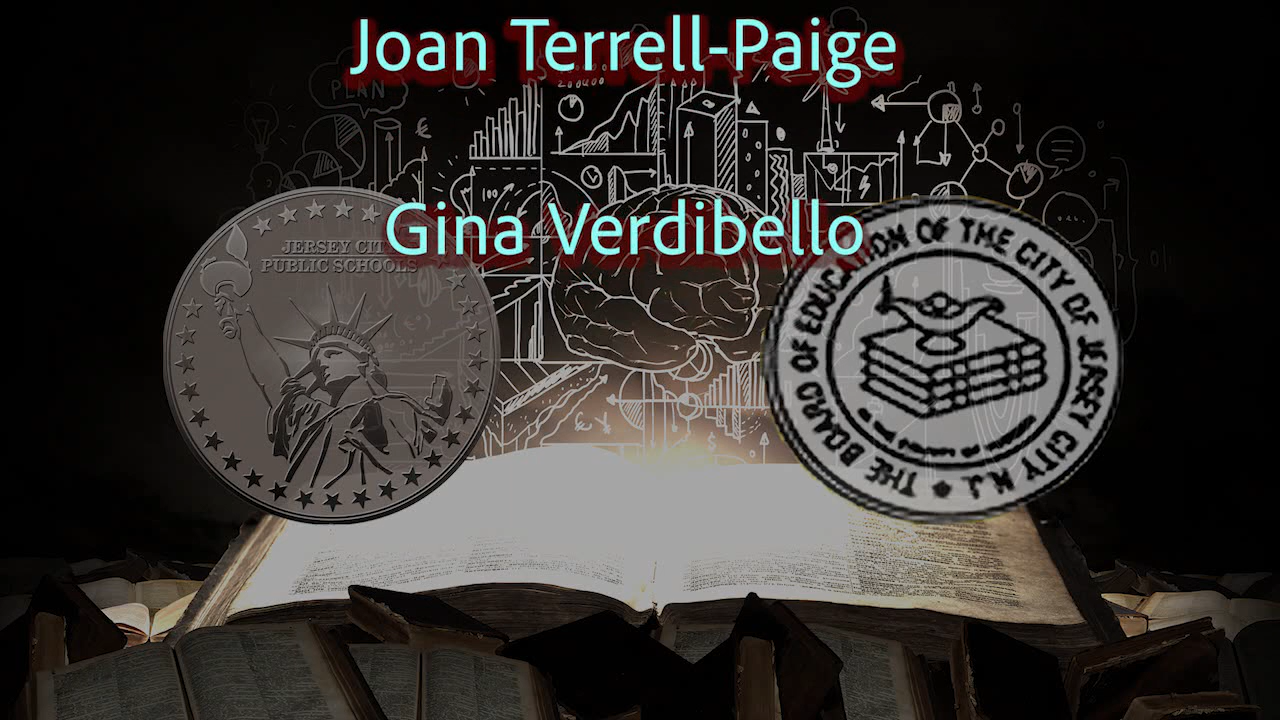 Joan Terrell-Paige
PLAN
Gina Verdibello
JERSEY CIT
PUBLIC SCHOOLS
THE BOARD OF EDUCATION OF THE CITY OF JERSEY CITY N.J.